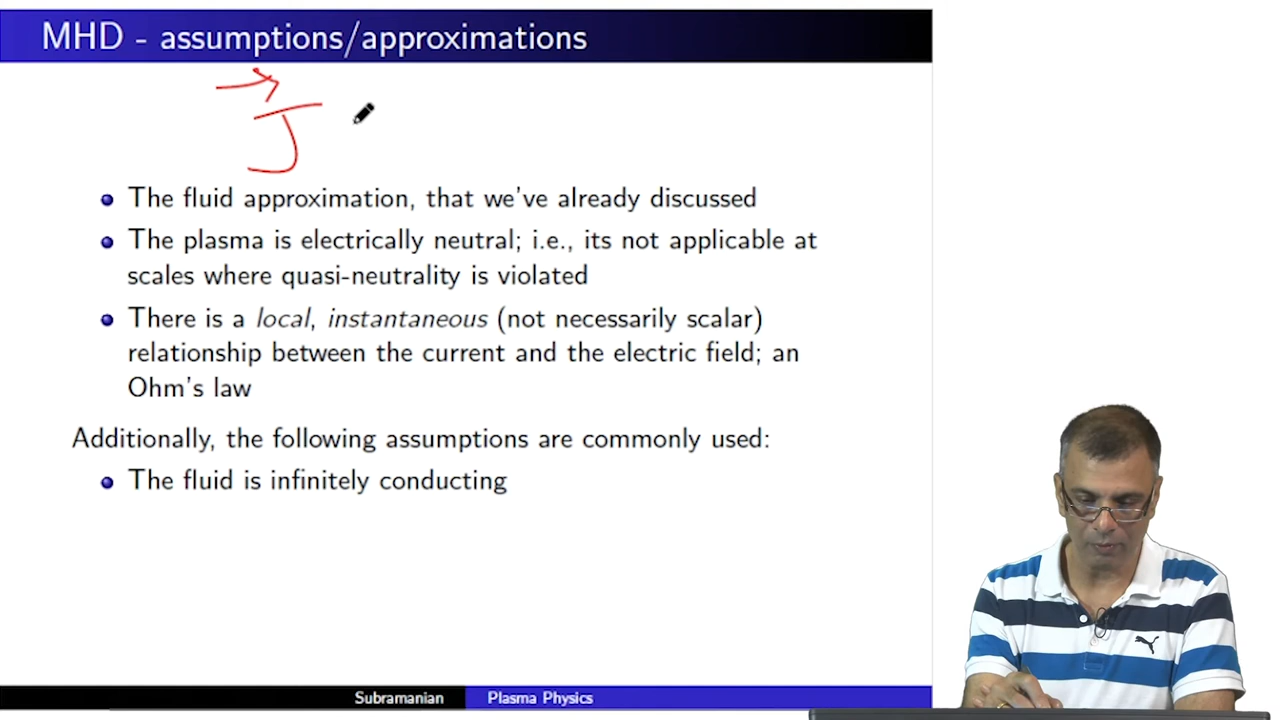 MHD - assumptions/approximations
J
The fluid approximation, that we've already discussed
The plasma is electrically neutral; i.e., its not applicable at
scales where quasi-neutrality is violated
There is a local, instantaneous (not necessarily scalar)
relationship between the current and the electric field; an
Ohm's law
Additionally, the following assumptions are commonly used:
The fluid is infinitely conducting
Subramanian Plasma Physics